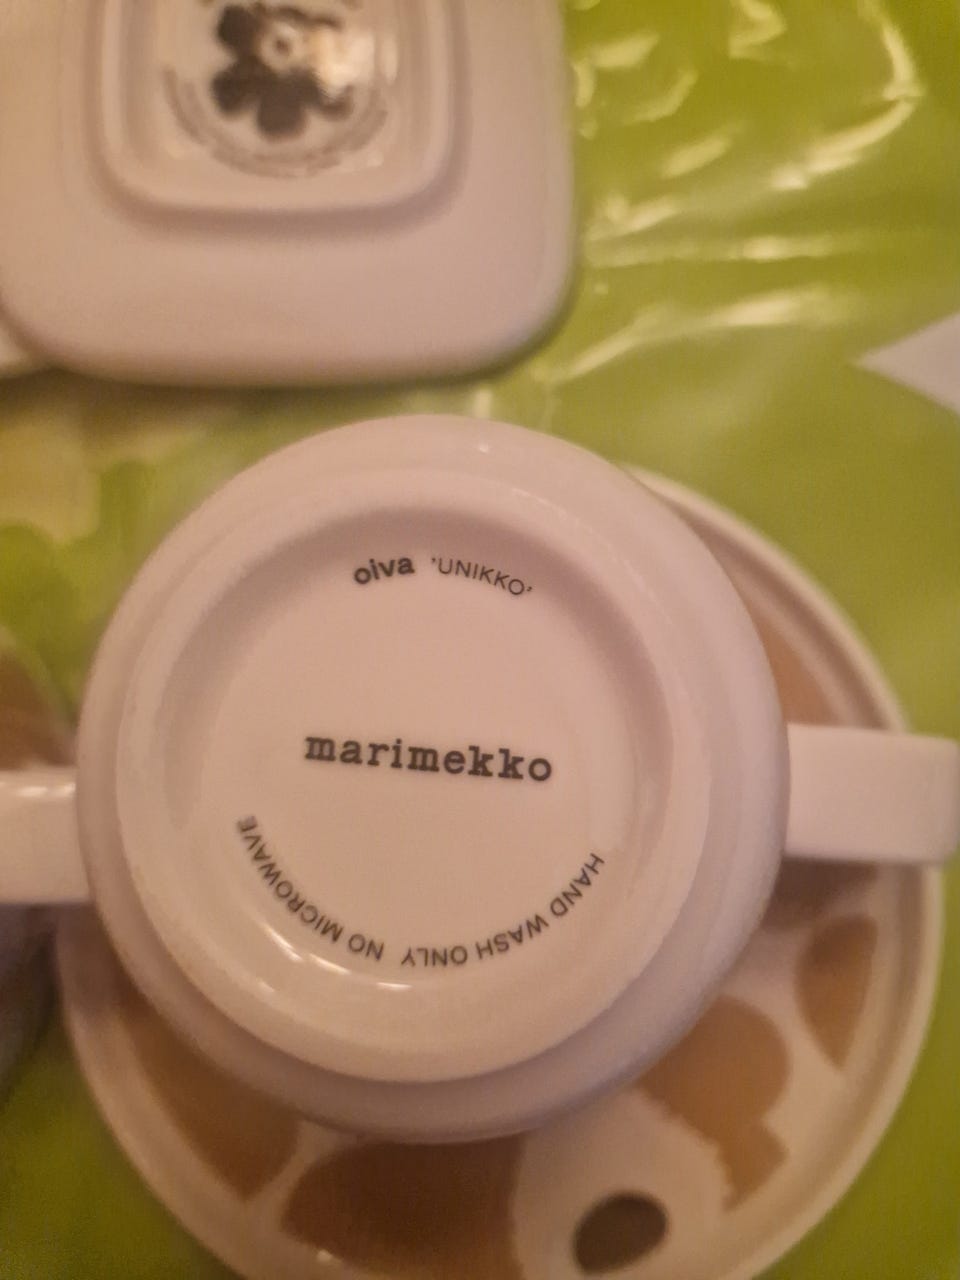 oiva 'UNIKKO'
marimekko
HAND WASH ONLY NO MICROWAVE